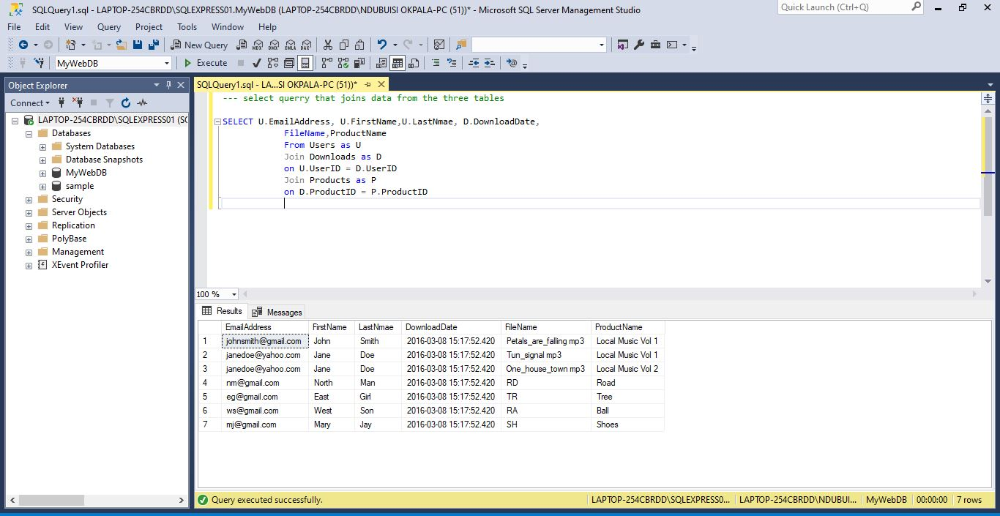 SQLQuery1.sql - LAPTOP-254CBRDD\SQLEXPRESS01.MyWebDB (LAPTOP-254CBRDD\NDUBUISI OKPALA-PC (51))* - Microsoft SQL Server Management Studio
Quick Launch (Ctrl+Q)
File Edit View Query Project Tools Window Help
New Query MDX DMX XMLA DAX
MyWebDB Execute
Object Explorer
SQLQuery1.sql - LA...SI OKPALA-PC (51))*
Connect
LAPTOP-254CBRDD\SQLEXPRESS01 (SQ
Databases
System Databases
Database Snapshots
MyWebDB
sample
Security
Server Objects
Replication
PolyBase
Management
XEvent Profiler
--- select querry that joins data from the three tables
SELECT U.EmailAddress, U.FirstName,U.LastNmae, D.DownloadDate,
FileName,ProductName
From Users as U
Join Downloads as D
on U.UserID = D.UserID
Join Products as P
on D.ProductID = P.ProductID
100 %
Results Messages
EmailAddress FirstName LastNmae DownloadDate FileName ProductName
1 johnsmith@gmail.com John Smith 2016-03-08 15:17:52.420 Petals_are_falling mp3 Local Music Vol 1
2 janedoe@yahoo.com Jane Doe 2016-03-08 15:17:52.420 Tun_signal mp3 Local Music Vol 1
3 janedoe@yahoo.com Jane Doe 2016-03-08 15:17:52.420 One_house_town mp3 Local Music Vol 2
4 nm@gmail.com North Man 2016-03-08 15:17:52.420 RD Road
5 eg@gmail.com East Girl 2016-03-08 15:17:52.420 TR Tree
6 ws@gmail.com West Son 2016-03-08 15:17:52.420 RA Ball
7 mj@gmail.com Mary Jay 2016-03-08 15:17:52.420 SH Shoes
Query executed successfully.
LAPTOP-254CBRDD\SQLEXPRESS0... LAPTOP-254CBRDD\NDUBUI... MyWebDB 00:00:00 7 rows